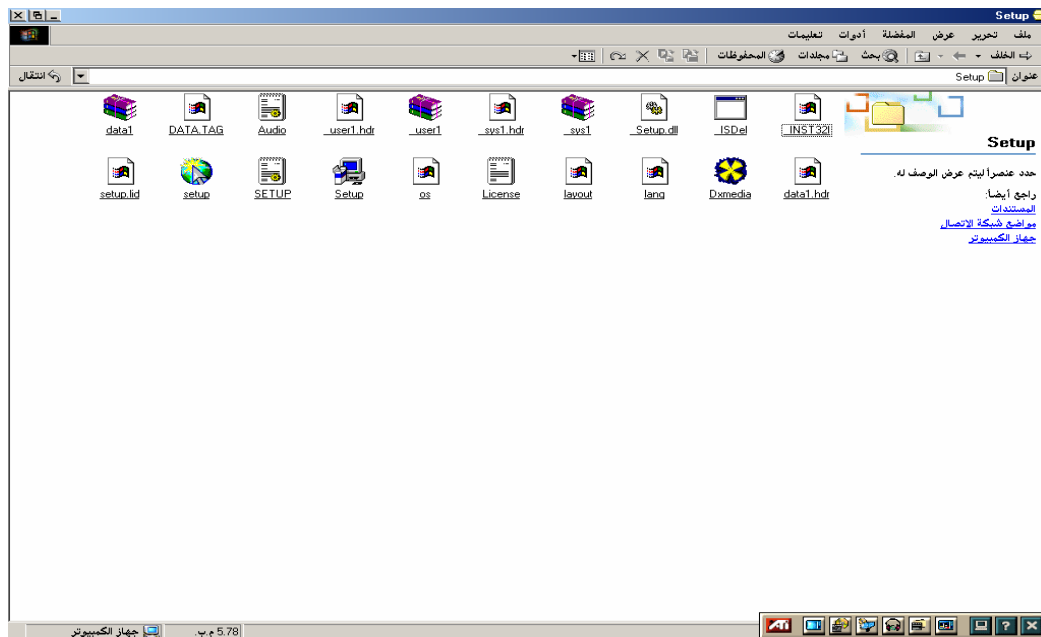 Setup
ملف تحرير عرض المفضلة أدوات تعليمات
الخلف بحث مجلدات المحفوظات
عنوان Setup انتقال
Setup
حدد عنصراً ليتم عرض الوصف له.
راجع أيضاً:
المستندات
مواضع شبكة الاتصال
جهاز الكمبيوتر
_INST32I _ISDel _Setup.dll _sys1 _sys1.hdr _user1 _user1.hdr Audio DATA.TAG data1
data1.hdr Dxmedia lang layout License os Setup SETUP setup setup.lid
5.78 م.ب. جهاز الكمبيوتر
ATI